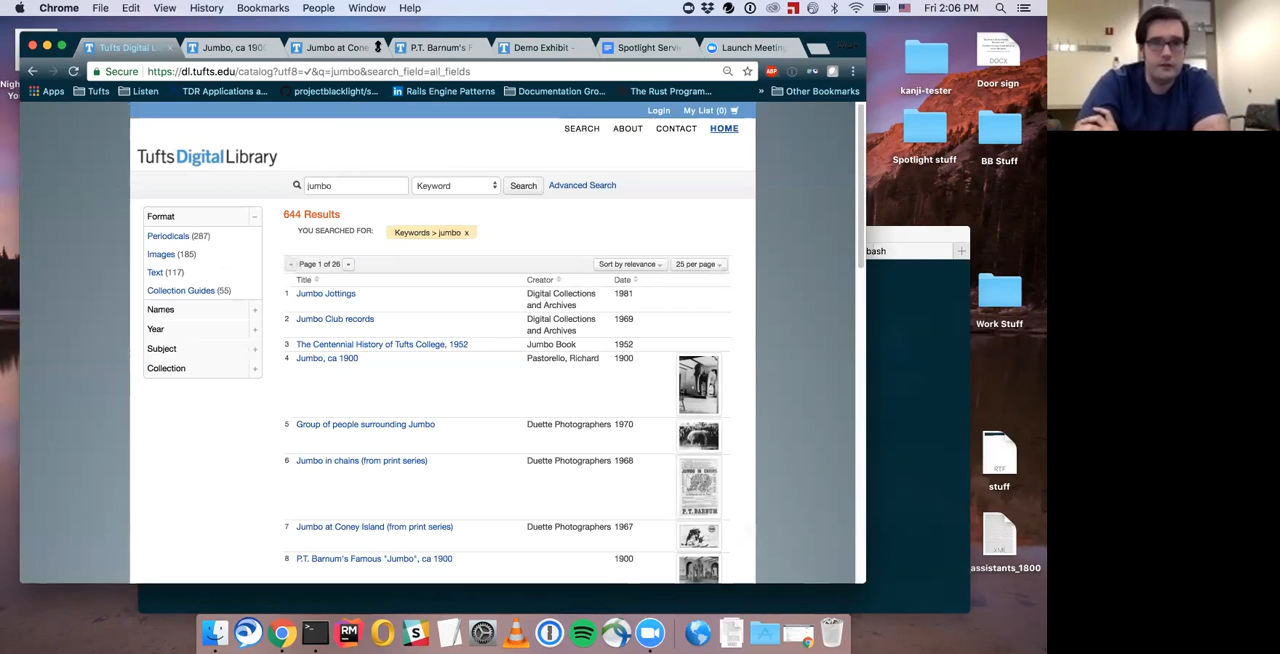 Chrome File Edit View History Bookmarks People Window Help Fri 2:06 PM
Tufts Digital Li Jumbo, ca 190 Jumbo at Cone P.T. Barnum's F Demo Exhibit - Spotlight Servi Launch Meeting
Secure https://dl.tufts.edu/catalog?utf8=✓&q=jumbo&search_field=all_fields
Apps Tufts Listen TDR Applications a... projectblacklight/s... Rails Engine Patterns Documentation Gro... The Rust Program... » Other Bookmarks
Login My List (0)
SEARCH ABOUT CONTACT HOME
TuftsDigitalLibrary
jumbo Keyword Search Advanced Search
Format
Periodicals (287)
Images (185)
Text (117)
Collection Guides (55)
Names
Year
Subject
Collection
644 Results
YOU SEARCHED FOR: Keywords > jumbo x
Page 1 of 26 Sort by relevance 25 per page
Title Creator Date
1 Jumbo Jottings Digital Collections and Archives 1981
2 Jumbo Club records Digital Collections and Archives 1969
3 The Centennial History of Tufts College, 1952 Jumbo Book 1952
4 Jumbo, ca 1900 Pastorello, Richard 1900
5 Group of people surrounding Jumbo Duette Photographers 1970
6 Jumbo in chains (from print series) Duette Photographers 1968
P.T. BARNUM
7 Jumbo at Coney Island (from print series) Duette Photographers 1967
8 P.T. Barnum's Famous "Jumbo", ca 1900 1900
bash
kanji-tester
DOCX
Door sign
Spotlight stuff
BB Stuff
Work Stuff
RTF
stuff
XML
assistants_1800